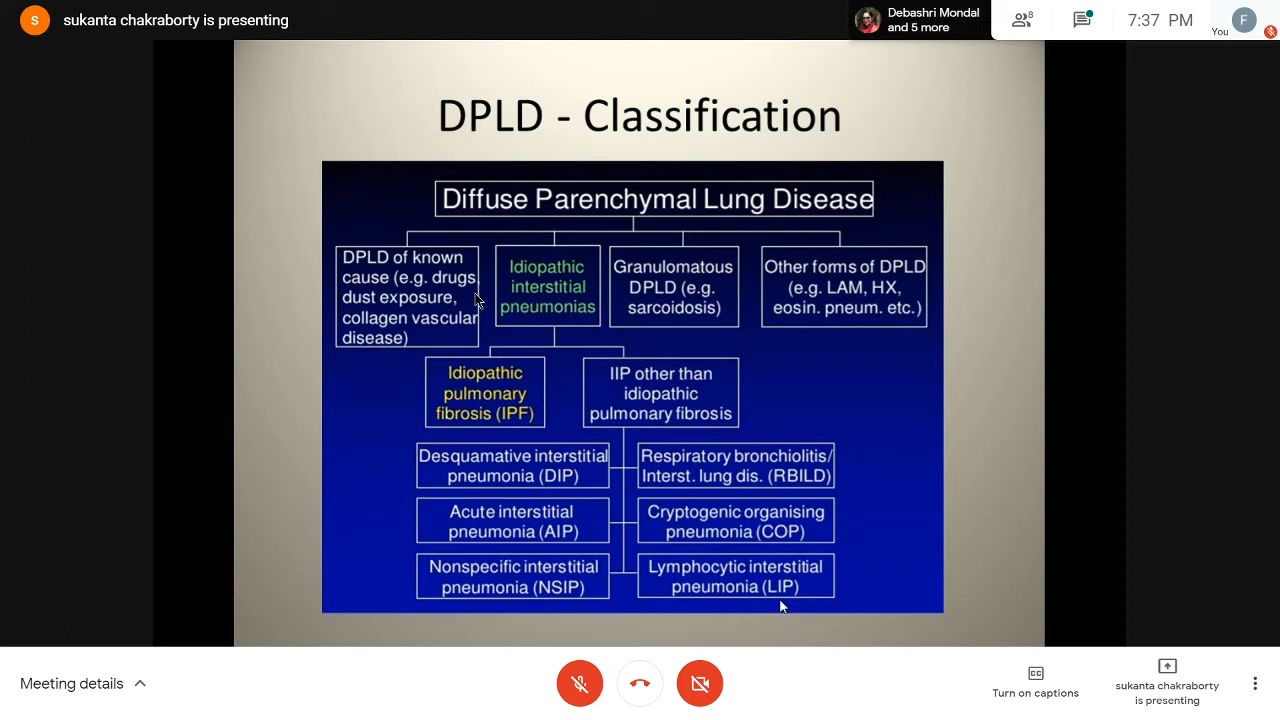 S sukanta chakraborty is presenting
Debashri Mondal
and 5 more
8
7:37 PM
You
F
DPLD - Classification
Diffuse Parenchymal Lung Disease
DPLD of known
cause (e.g. drugs,
dust exposure,
collagen vascular
disease)
Idiopathic
interstitial
pneumonias
Granulomatous
DPLD (e.g.
sarcoidosis)
Other forms of DPLD
(e.g. LAM, HX,
eosin. pneum. etc.)
Idiopathic
pulmonary
fibrosis (IPF)
IIP other than
idiopathic
pulmonary fibrosis
Desquamative interstitial
pneumonia (DIP)
Respiratory bronchiolitis/
Interst. lung dis. (RBILD)
Acute interstitial
pneumonia (AIP)
Cryptogenic organising
pneumonia (COP)
Nonspecific interstitial
pneumonia (NSIP)
Lymphocytic interstitial
pneumonia (LIP)
Meeting details
CC
Turn on captions
sukanta chakraborty
is presenting